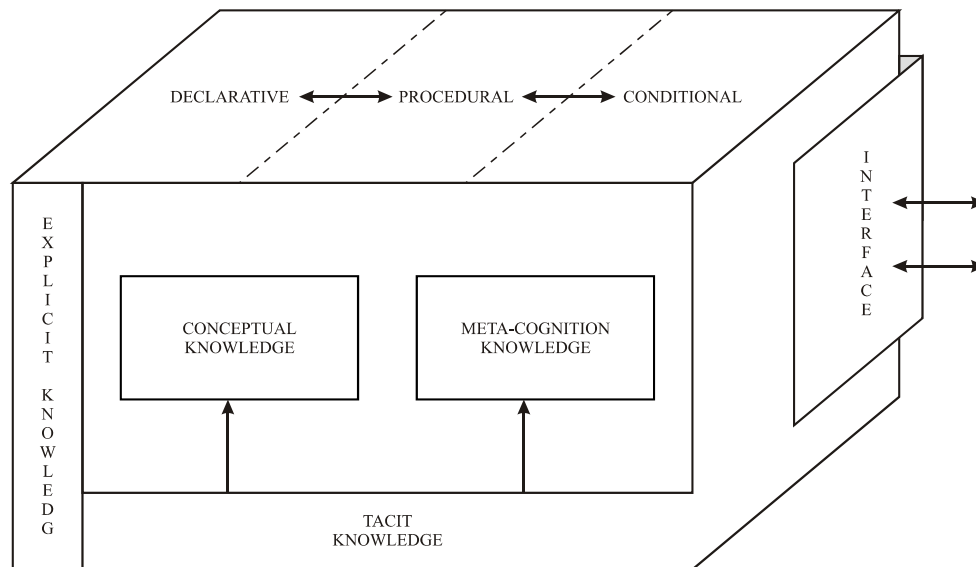 DECLARATIVE PROCEDURAL CONDITIONAL
INTERFACE
EXPLICIT KNOWLEDG
CONCEPTUAL
KNOWLEDGE
META-COGNITION
KNOWLEDGE
TACIT
KNOWLEDGE